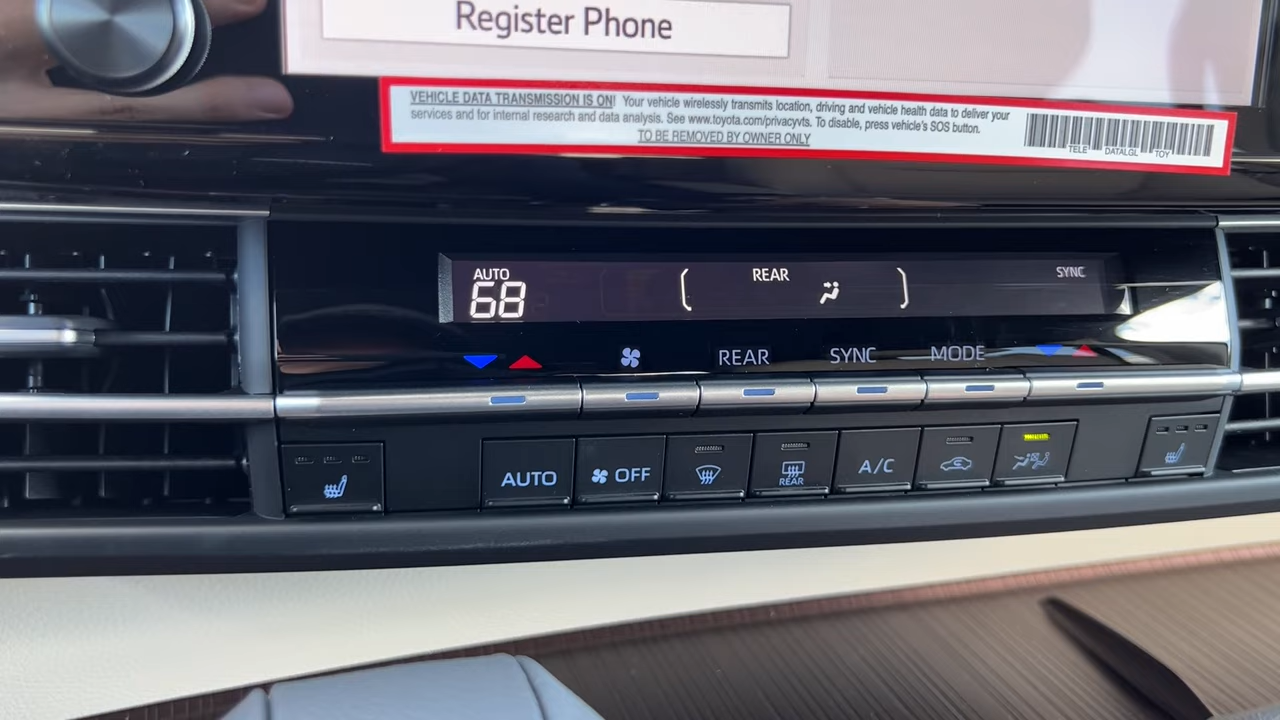 Register Phone
VEHICLE DATA TRANSMISSION IS ON! Your vehicle wirelessly transmits location, driving and vehicle health data to deliver your
services and for internal research and data analysis. See www.toyota.com/privacyvts. To disable, press vehicle's SOS button.
TO BE REMOVED BY OWNER ONLY
TELE DATALGL TOY
AUTO REAR SYNC
68
REAR SYNC MODE
AUTO OFF REAR A/C